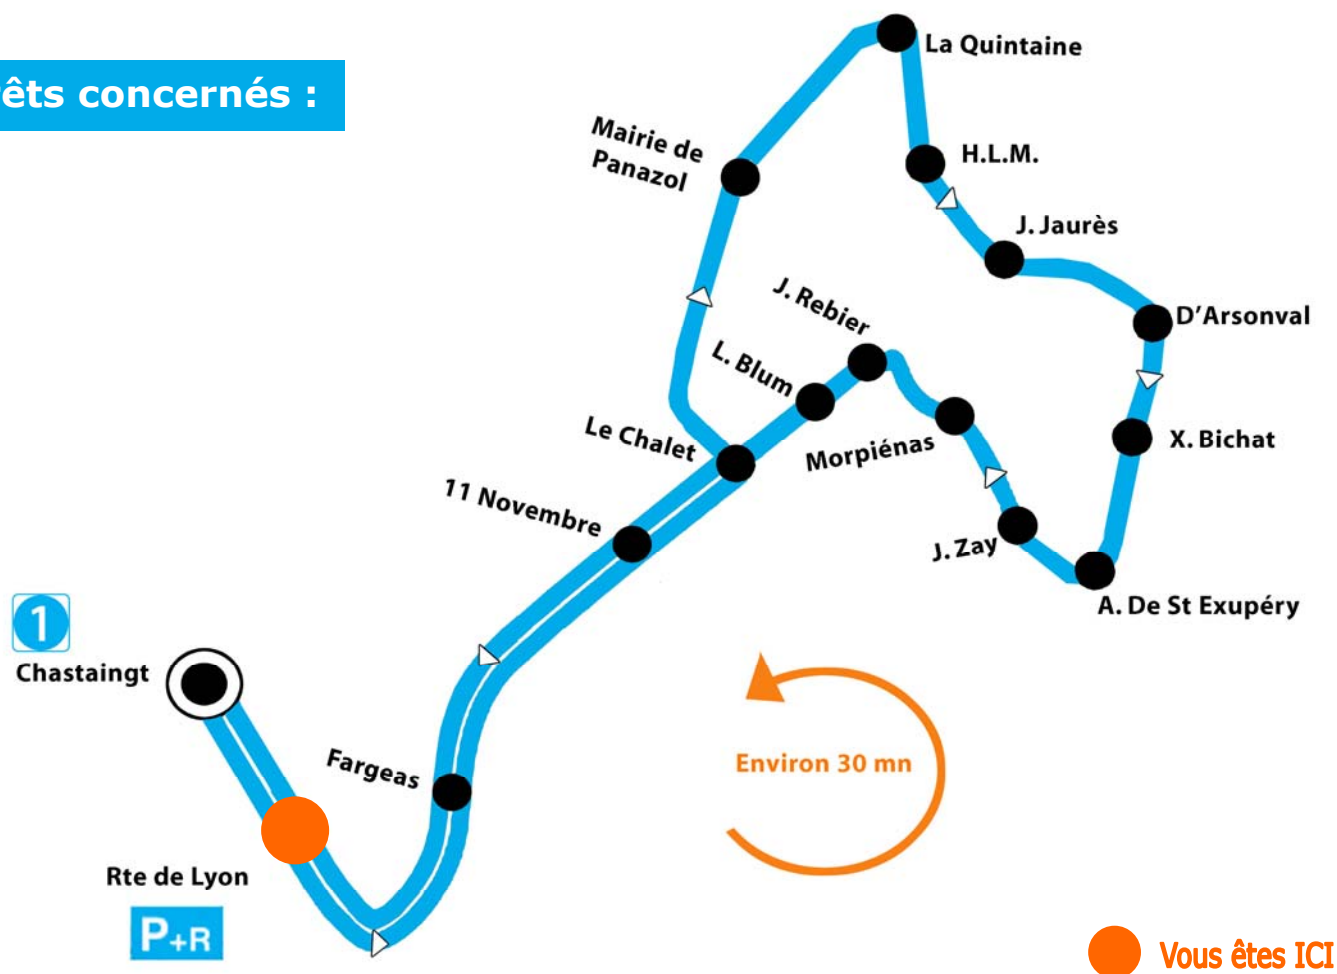 êts concernés :
La Quintaine
Mairie de
Panazol
H.L.M.
J. Jaurès
J. Rebier
D'Arsonval
L. Blum
Le Chalet
Morpiénas
X. Bichat
11 Novembre
J. Zay
A. De St Exupéry
1
Chastaingt
Fargeas
Environ 30 mn
Rte de Lyon
P+R
Vous êtes ICI